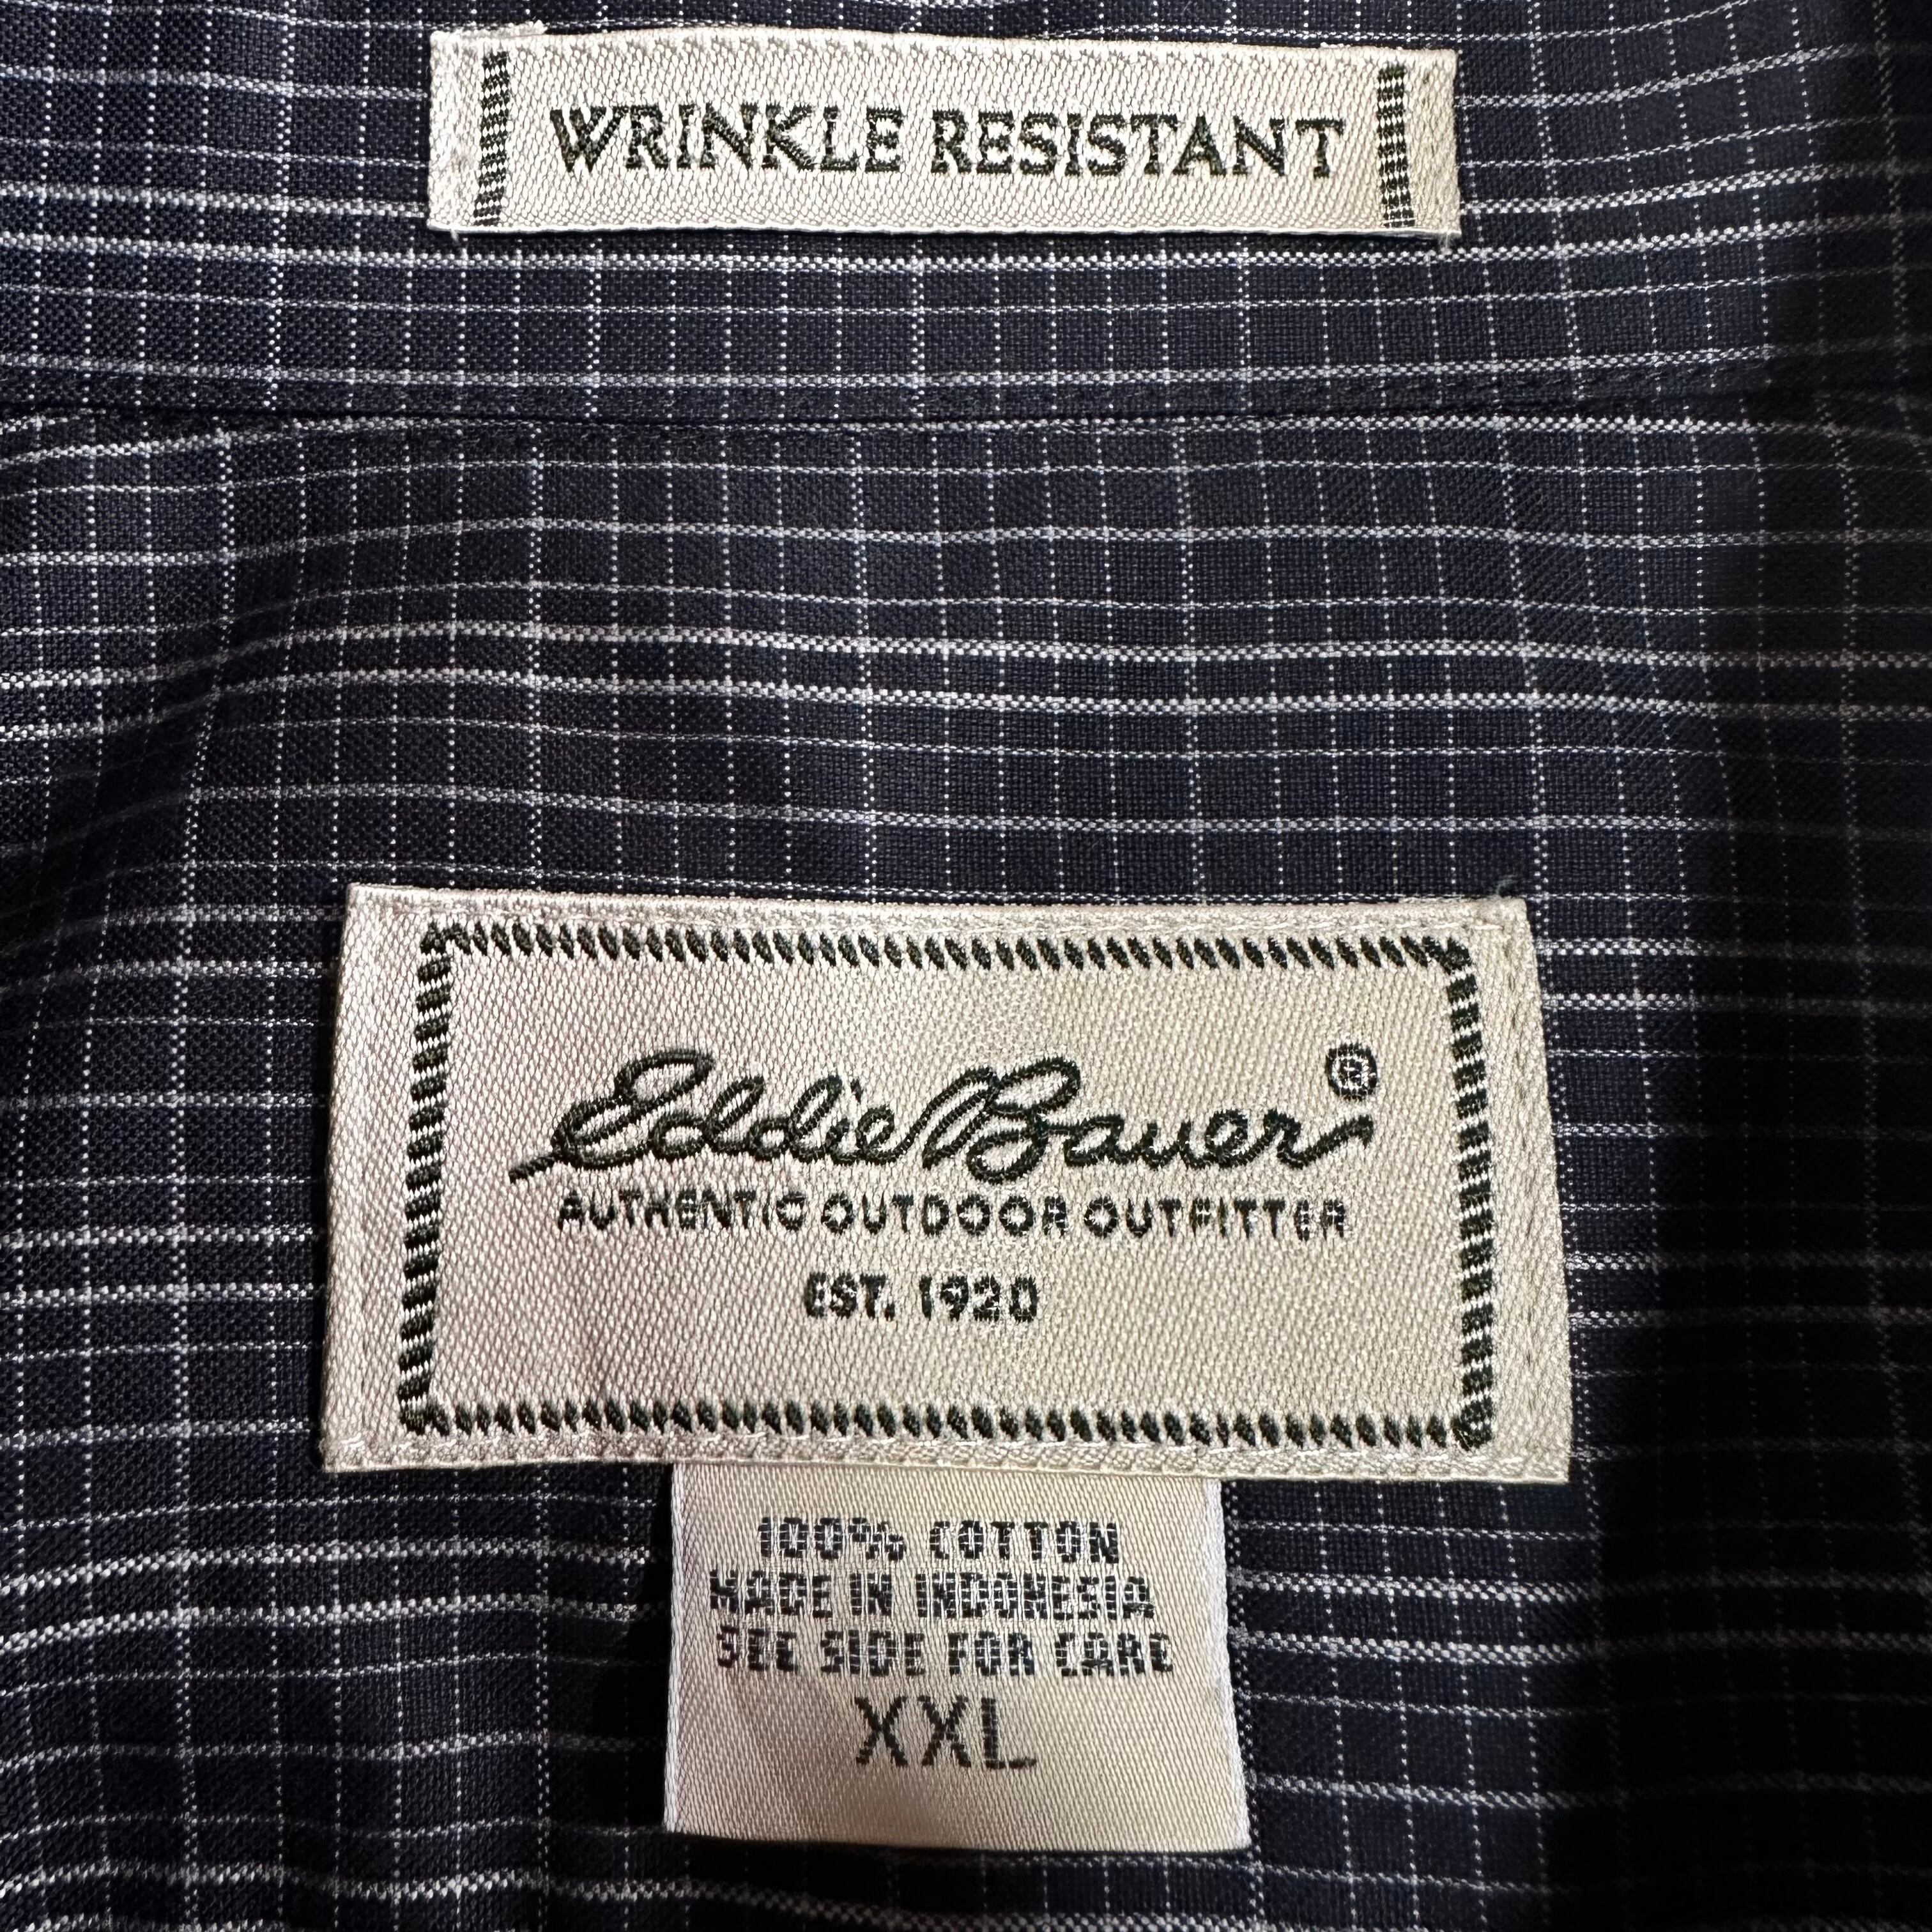 WRINKLE RESISTANT
Eddie Bauer®
AUTHENTIC OUTDOOR OUTFITTER
EST. 1920
100% COTTON
MADE IN INDONESIA
SEE SIDE FOR CARE
XXL